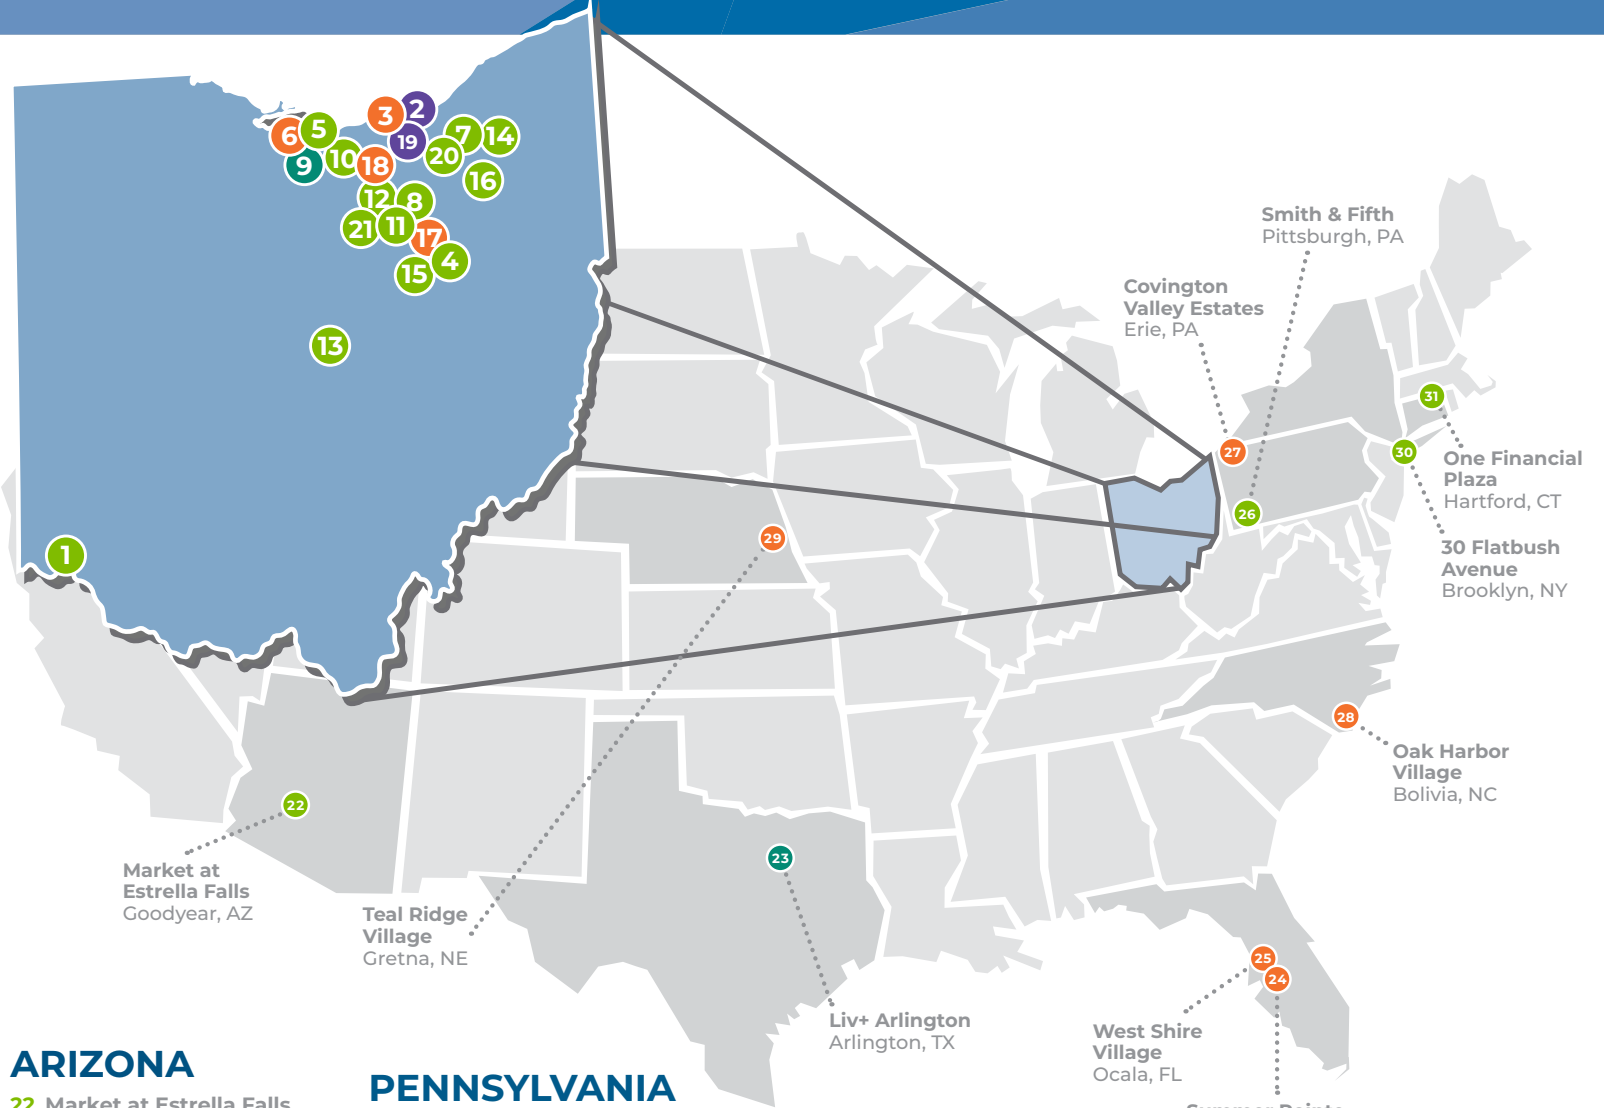 3
2
6
5
19
7
14
9
10
18
20
16
12
8
21
11
17
15
4
13
1
Smith & Fifth
Pittsburgh, PA
Covington
Valley Estates
Erie, PA
31
27
30
One Financial
Plaza
Hartford, CT
26
29
30 Flatbush
Avenue
Brooklyn, NY
28
Oak Harbor
Village
Bolivia, NC
22
Market at
Estrella Falls
Goodyear, AZ
23
Teal Ridge
Village
Gretna, NE
25
24
Liv+ Arlington
Arlington, TX
West Shire
Village
Ocala, FL
ARIZONA
22 Market at Estrella Falls
PENNSYLVANIA